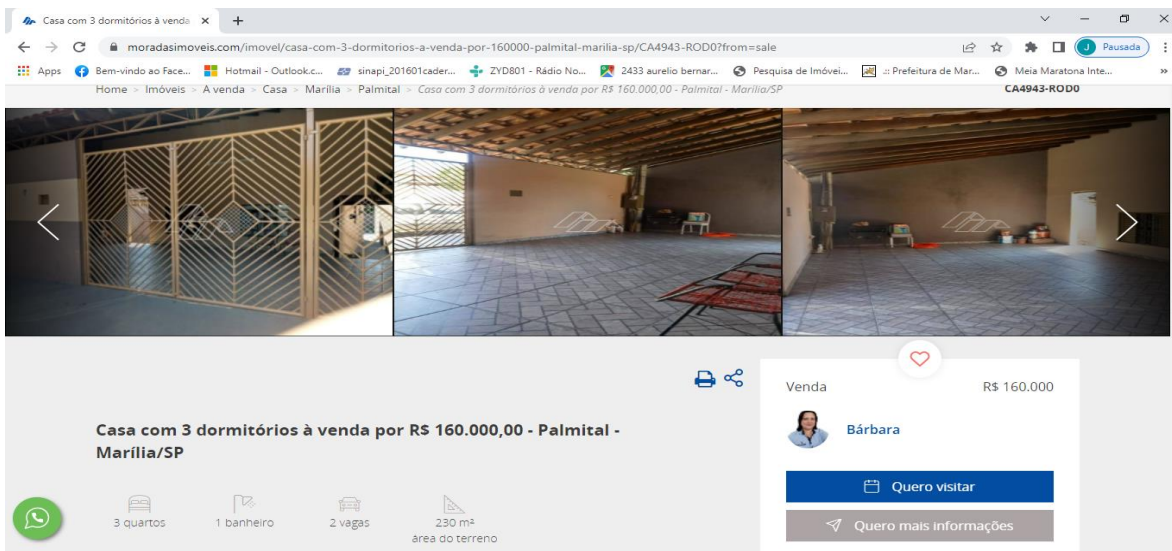 Casa com 3 dormitórios à venda
moradasimoveis.com/imovel/casa-com-3-dormitorios-a-venda-por-160000-palmital-marilia-sp/CA4943-ROD0?from=sale
J Pausada
Apps Bem-vindo ao Face... Hotmail - Outlook.c... sinapi_201601cader... ZYD801 - Rádio No... 2433 aurelio bernar... Pesquisa de Imóvei... .:: Prefeitura de Mar... Meia Maratona Inte... »
Home > Imóveis > A venda > Casa > Marília > Palmital > Casa com 3 dormitórios à venda por R$ 160.000,00 - Palmital - Marília/SP
CA4943-ROD0
Venda R$ 160.000
Bárbara
Casa com 3 dormitórios à venda por R$ 160.000,00 - Palmital -
Marília/SP
Quero visitar
3 quartos 1 banheiro 2 vagas 230 m²
área do terreno
Quero mais informações